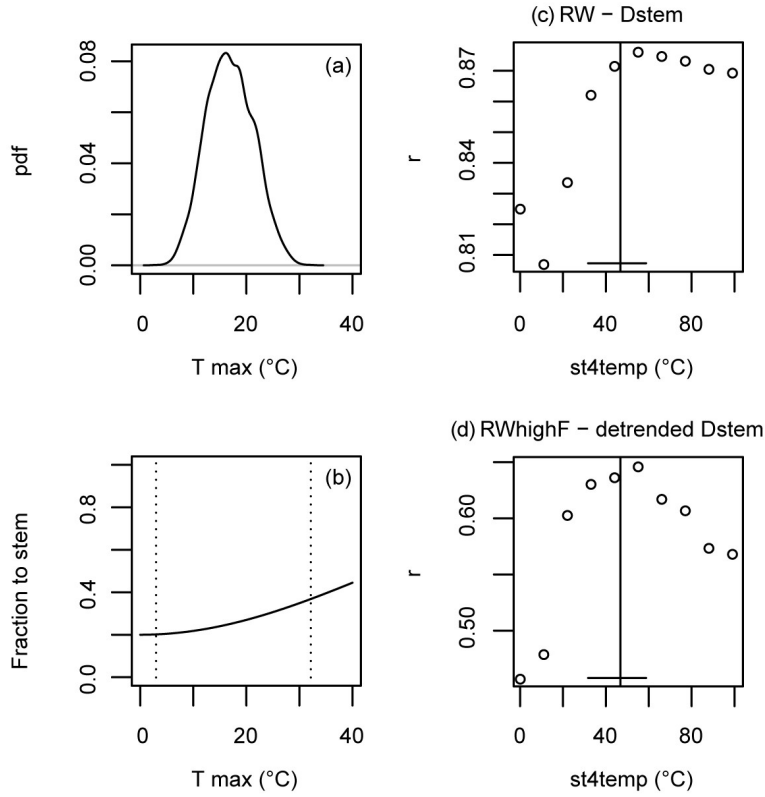 (a)
pdf
0.00
0.04
0.08
0
20
40
T max (°C)
(c) RW − Dstem
r
0.81
0.84
0.87
0
40
80
st4temp (°C)
(b)
Fraction to stem
0.0
0.4
0.8
0
20
40
T max (°C)
(d) RWhighF − detrended Dstem
r
0.50
0.60
0
40
80
st4temp (°C)